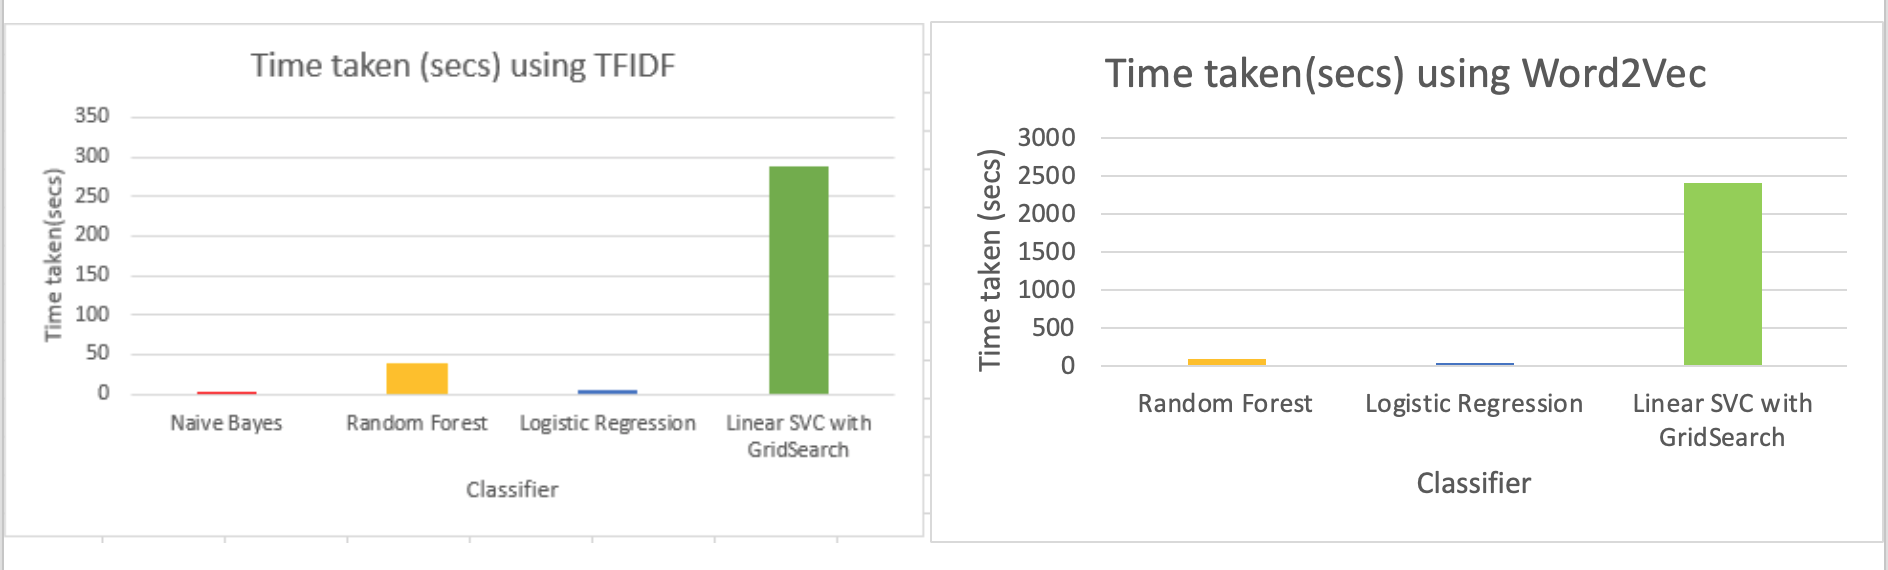 Time taken (secs) using TFIDF
350
300
250
200
150
100
50
0
Time taken(secs)
Naive Bayes
Random Forest
Logistic Regression
Linear SVC with
GridSearch
Classifier
Time taken(secs) using Word2Vec
3000
2500
2000
1500
1000
500
0
Time taken (secs)
Random Forest
Logistic Regression
Linear SVC with
GridSearch
Classifier